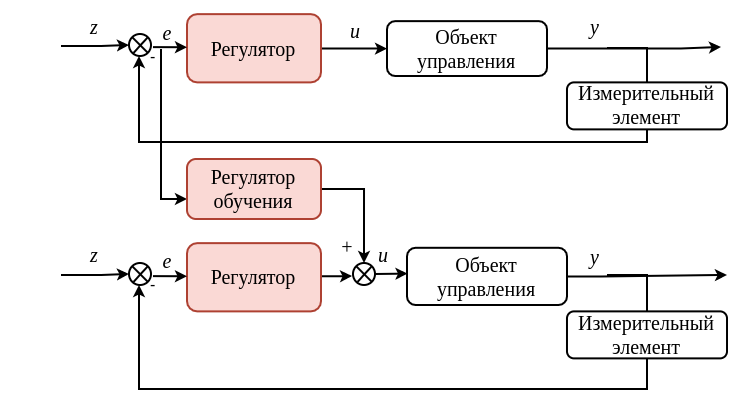 z
e
-
Регулятор
u
Объект
управления
y
Измерительный
элемент
Регулятор
обучения
z
e
-
Регулятор
+
u
Объект
управления
y
Измерительный
элемент